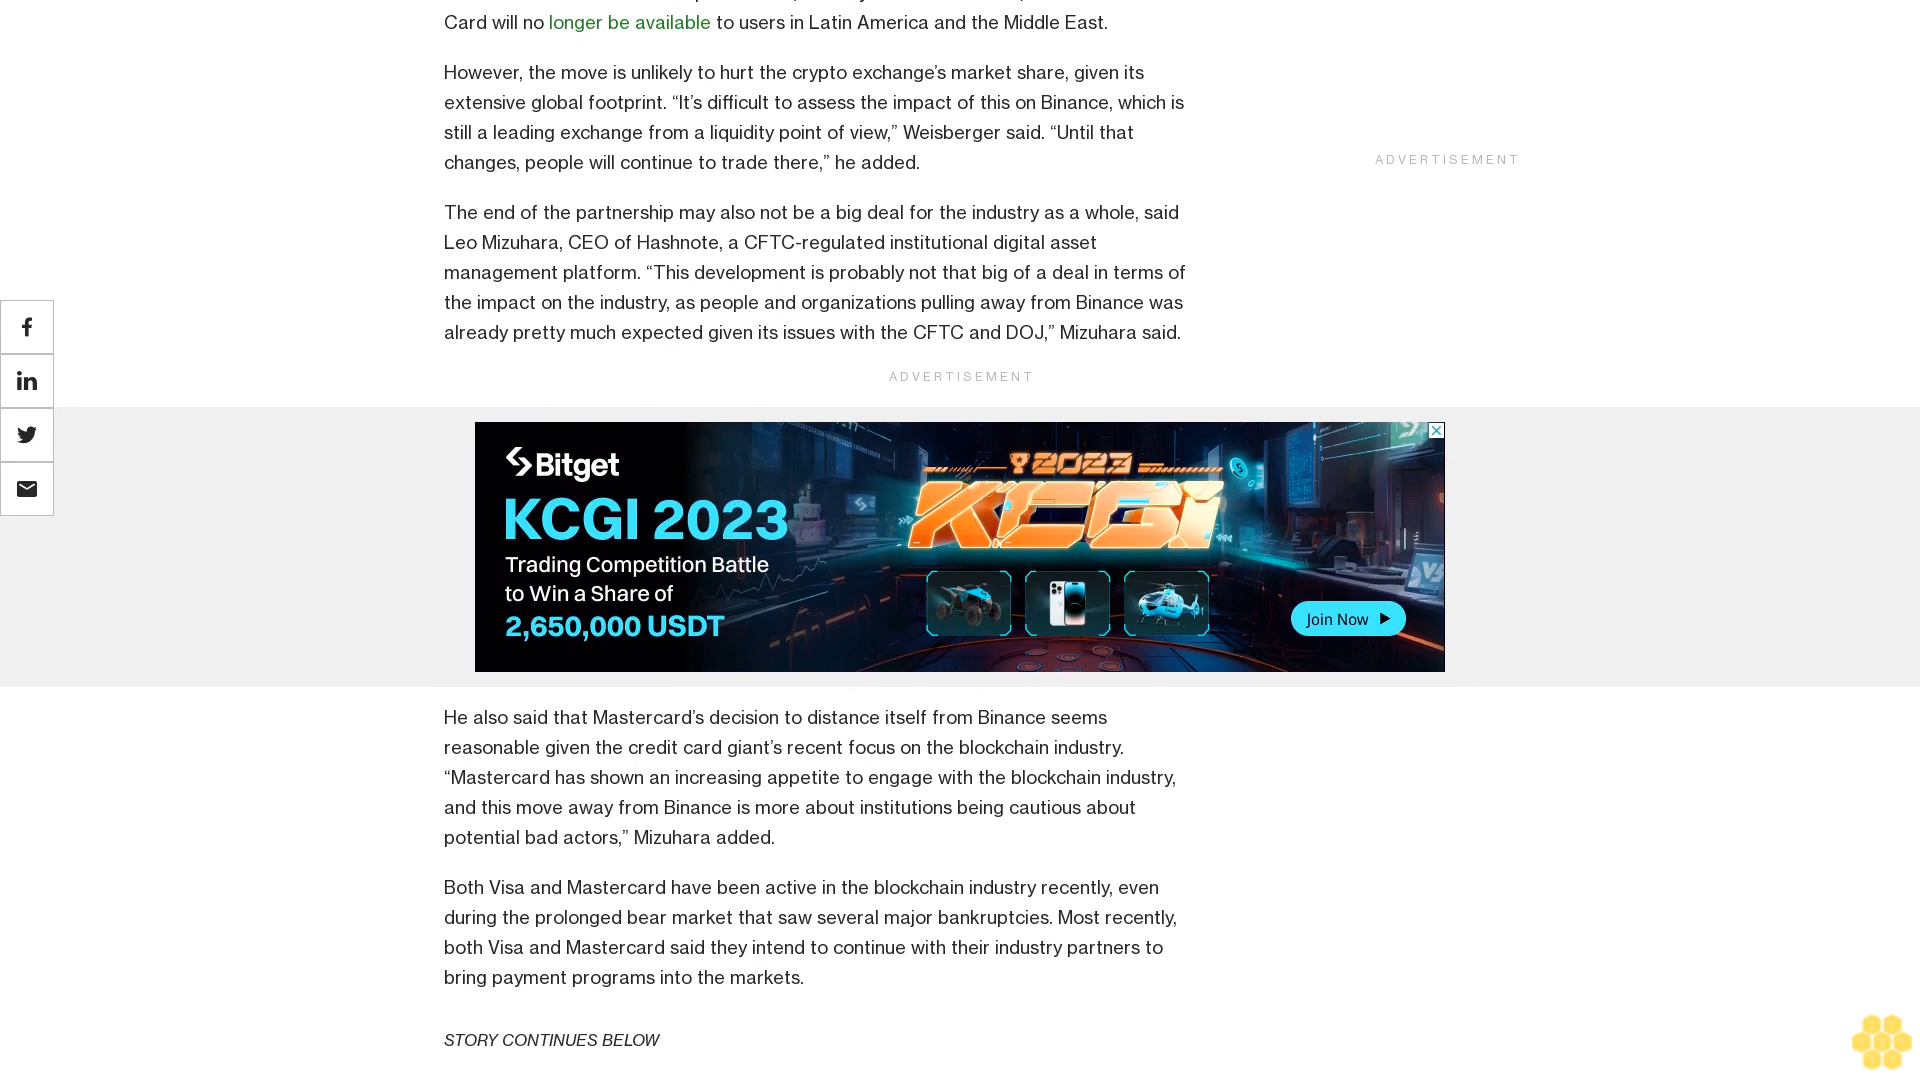 Card will no longer be available to users in Latin America and the Middle East.
However, the move is unlikely to hurt the crypto exchange’s market share, given its
extensive global footprint. “It’s difficult to assess the impact of this on Binance, which is
still a leading exchange from a liquidity point of view,” Weisberger said. “Until that
changes, people will continue to trade there,” he added.
ADVERTISEMENT
The end of the partnership may also not be a big deal for the industry as a whole, said
Leo Mizuhara, CEO of Hashnote, a CFTC-regulated institutional digital asset
management platform. “This development is probably not that big of a deal in terms of
the impact on the industry, as people and organizations pulling away from Binance was
already pretty much expected given its issues with the CFTC and DOJ,” Mizuhara said.
ADVERTISEMENT
Bitget
KCGI 2023
Trading Competition Battle
to Win a Share of
2,650,000 USDT
2023
KCGI
VS
Join Now
He also said that Mastercard’s decision to distance itself from Binance seems
reasonable given the credit card giant’s recent focus on the blockchain industry.
“Mastercard has shown an increasing appetite to engage with the blockchain industry,
and this move away from Binance is more about institutions being cautious about
potential bad actors,” Mizuhara added.
Both Visa and Mastercard have been active in the blockchain industry recently, even
during the prolonged bear market that saw several major bankruptcies. Most recently,
both Visa and Mastercard said they intend to continue with their industry partners to
bring payment programs into the markets.
STORY CONTINUES BELOW